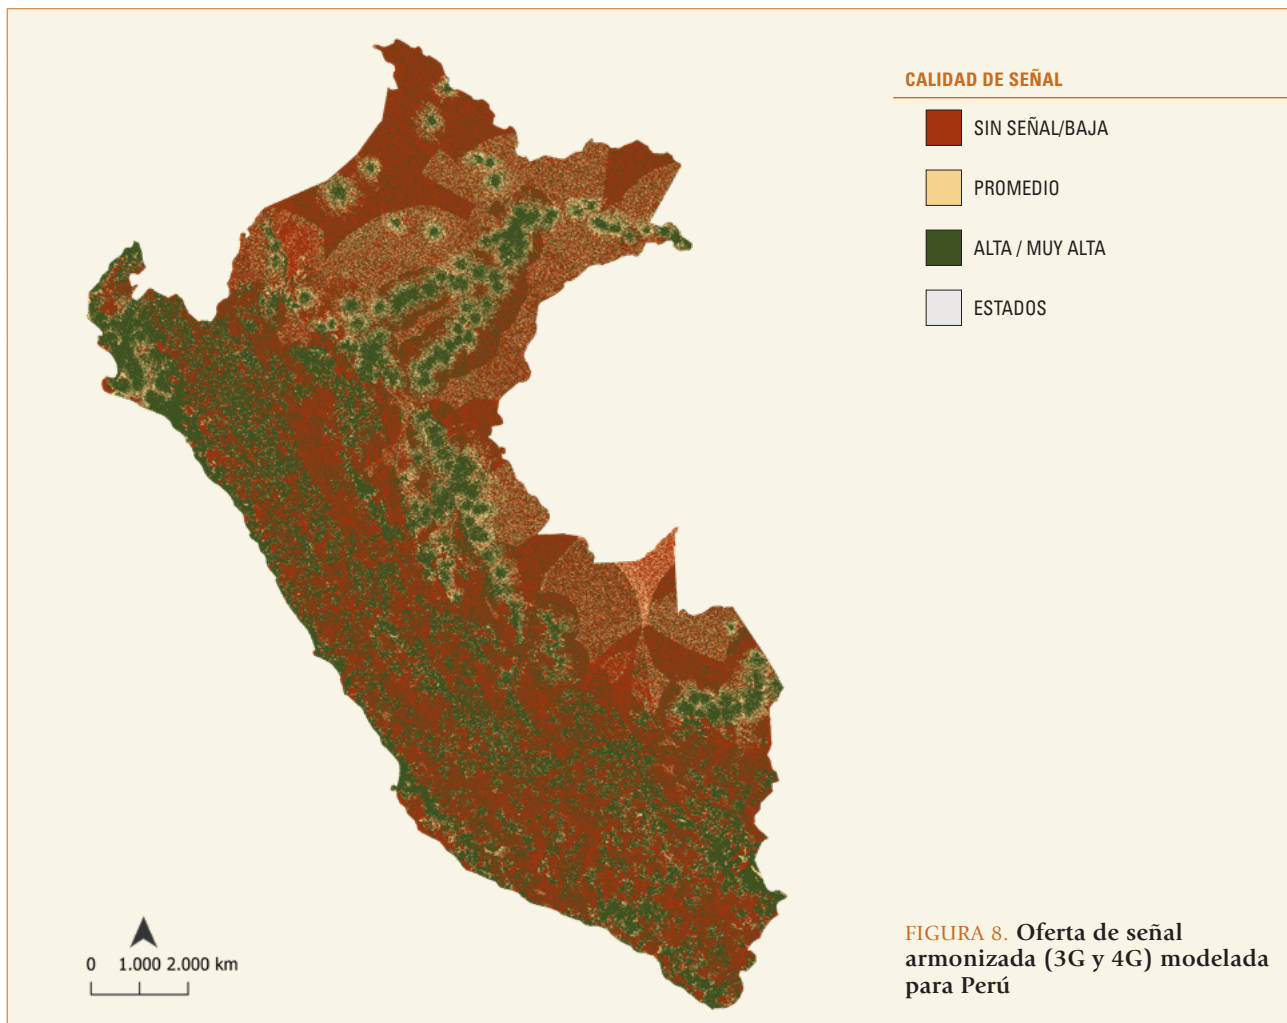 CALIDAD DE SEÑAL
SIN SEÑAL/BAJA
PROMEDIO
ALTA / MUY ALTA
ESTADOS
0 1.000 2.000 km
FIGURA 8. Oferta de señal
armonizada (3G y 4G) modelada
para Perú